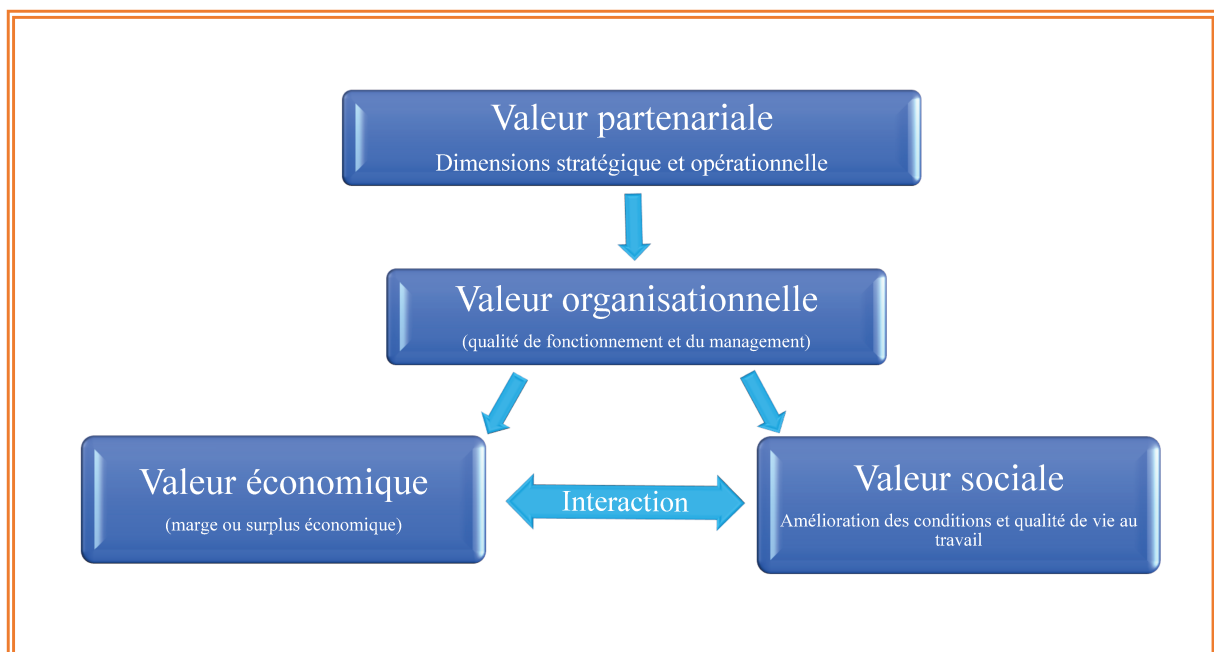 Valeur partenariale
Dimensions stratégique et opérationnelle
Valeur organisationnelle
(qualité de fonctionnement et du management)
Valeur économique
(marge ou surplus économique)
Interaction
Valeur sociale
Amélioration des conditions et qualité de vie au
travail